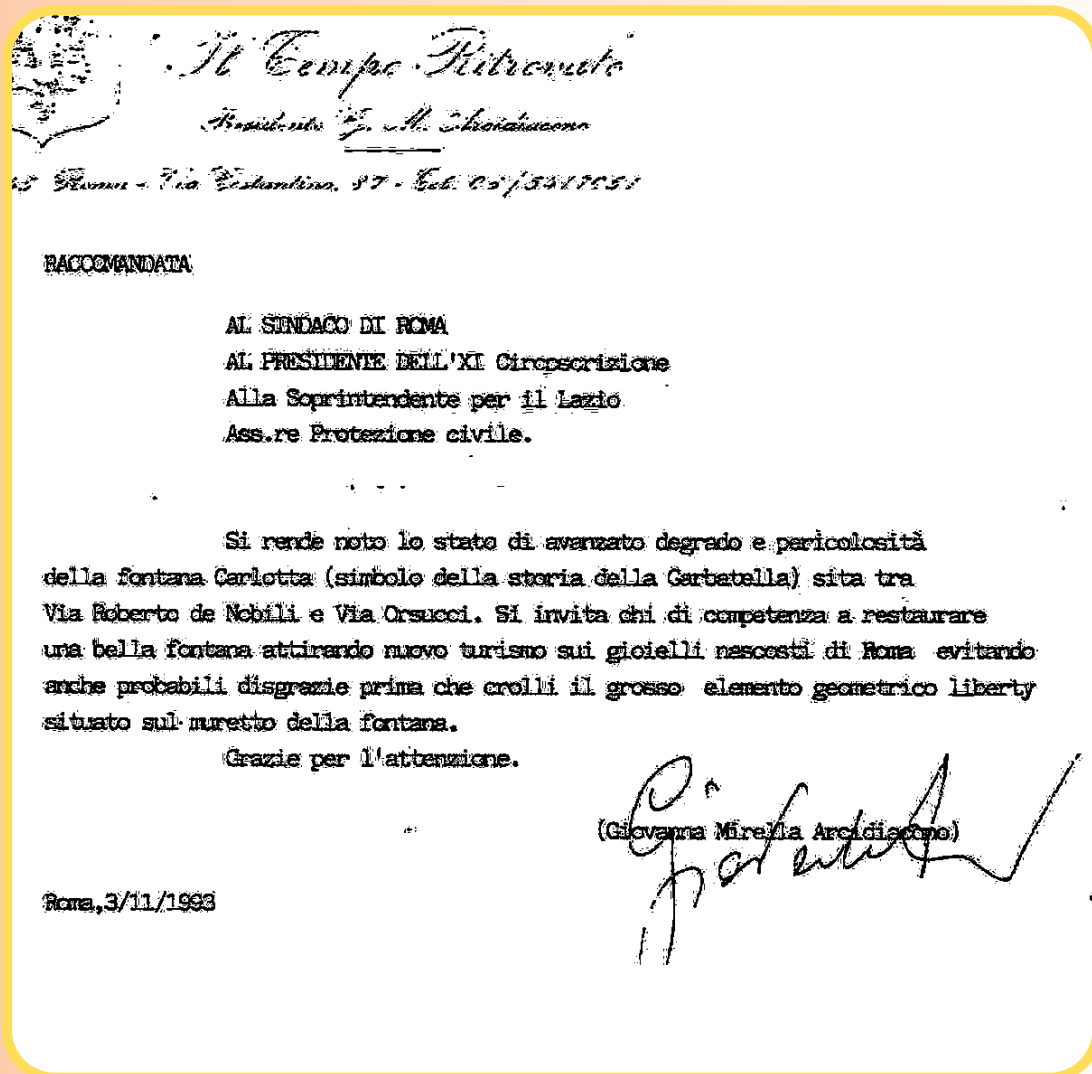 Il Tempo Ritrovato
Presidente G. M. Arcidiacono
Roma - Via 87 - Tel.
RACCOMANDATA
AL SINDACO DI ROMA
AL PRESIDENTE DELL'XI Circoscrizione
Alla Soprintendente per il Lazio
Ass.re Protezione civile.
Si rende noto lo stato di avanzato degrado e pericolosità
della fontana Carlotta (simbolo della storia della Garbatella) sita tra
Via Roberto de Nobili e Via Orsucci. Si invita chi di competenza a restaurare
una bella fontana attirando nuovo turismo sui gioielli nascosti di Roma evitando
anche probabili disgrazie prima che crolli il grosso elemento geometrico liberty
situato sul muretto della fontana.
Grazie per l'attenzione.
(Giovanna Mirella Arcidiacono)
Roma,3/11/1993